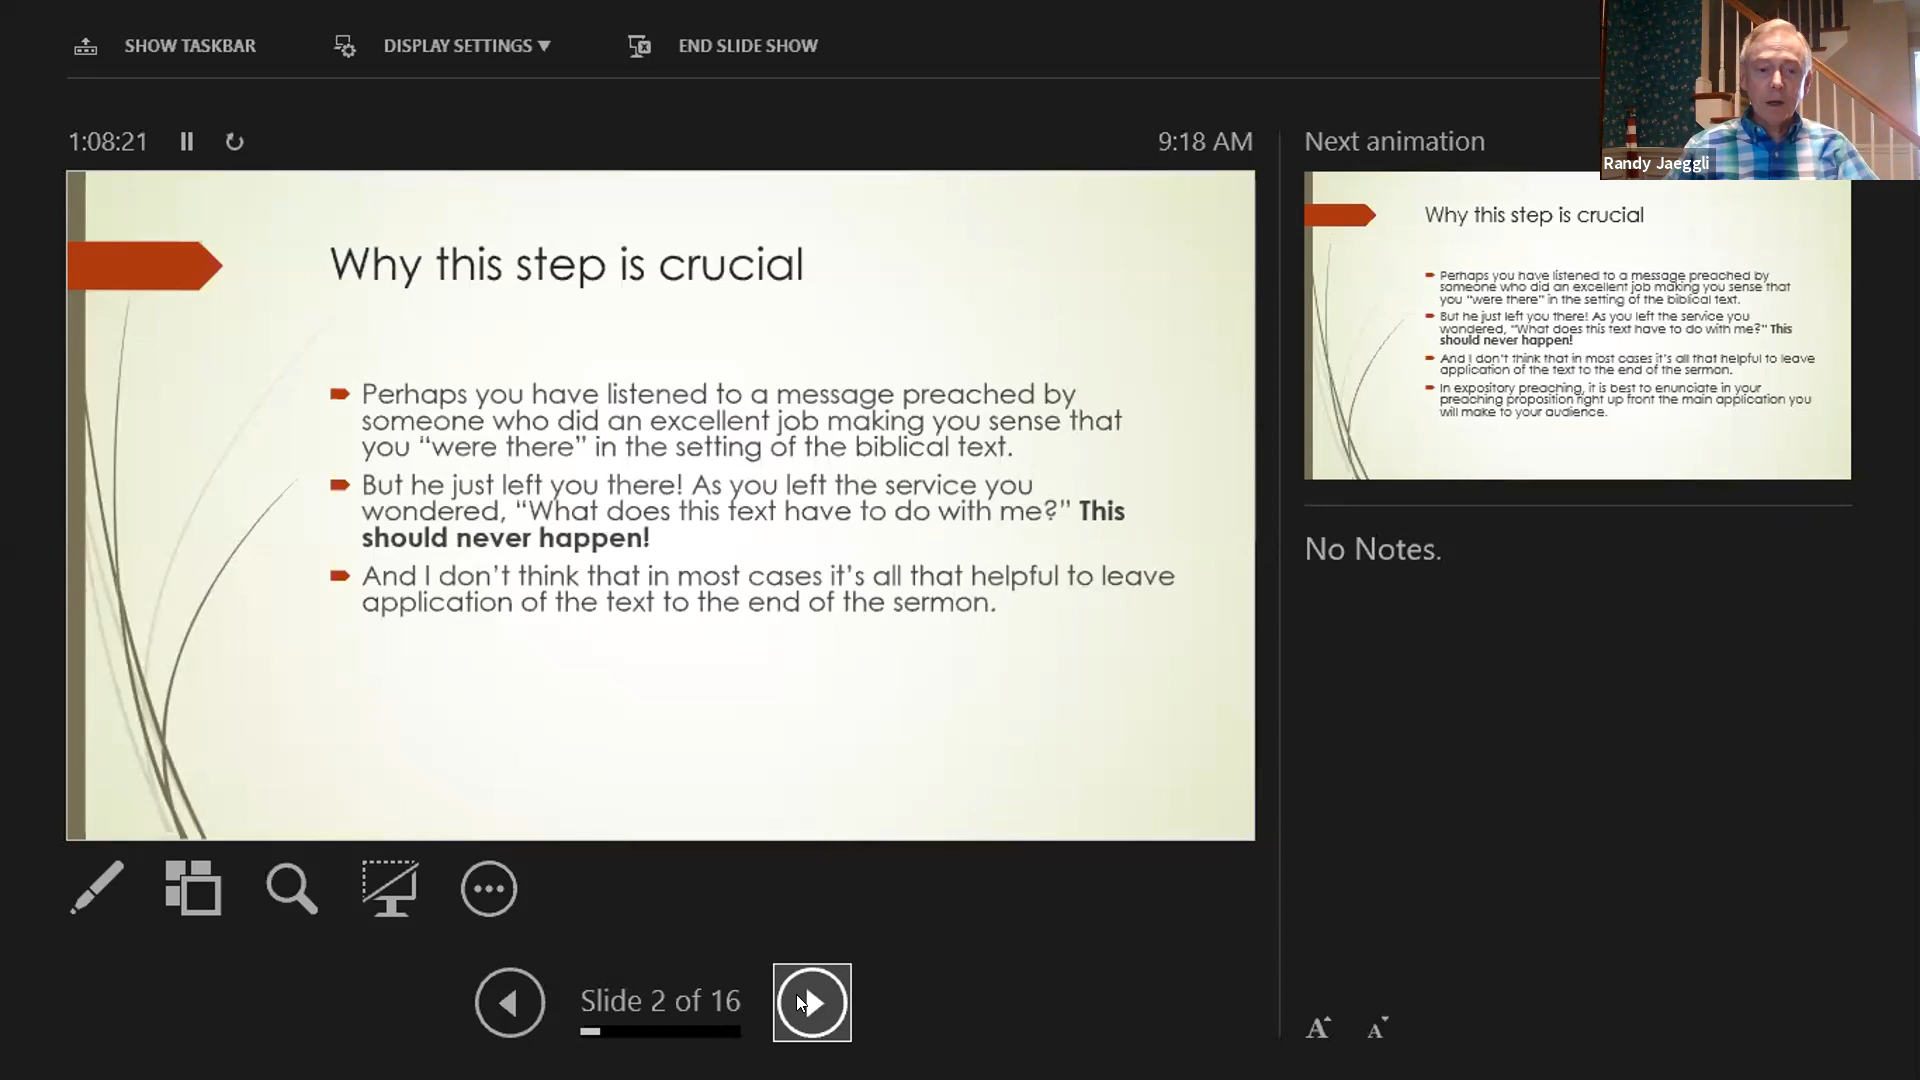 SHOW TASKBAR
DISPLAY SETTINGS ▼
END SLIDE SHOW
1:08:21
9:18 AM
Why this step is crucial
Perhaps you have listened to a message preached by
someone who did an excellent job making you sense that
you “were there” in the setting of the biblical text.
But he just left you there! As you left the service you
wondered, “What does this text have to do with me?” This
should never happen!
And I don’t think that in most cases it’s all that helpful to leave
application of the text to the end of the sermon.
Slide 2 of 16
Next animation
Randy Jaeggli
Why this step is crucial
Perhaps you have listened to a message preached by
someone who did an excellent job making you sense that
you “were there” in the setting of the biblical text.
But he just left you there! As you left the service you
wondered, “What does this text have to do with me?” This
should never happen!
And I don’t think that in most cases it’s all that helpful to leave
application of the text to the end of the sermon.
In expository preaching, it is best to enunciate in your
preaching proposition right up front the main application you
will make to your audience.
No Notes.
A A